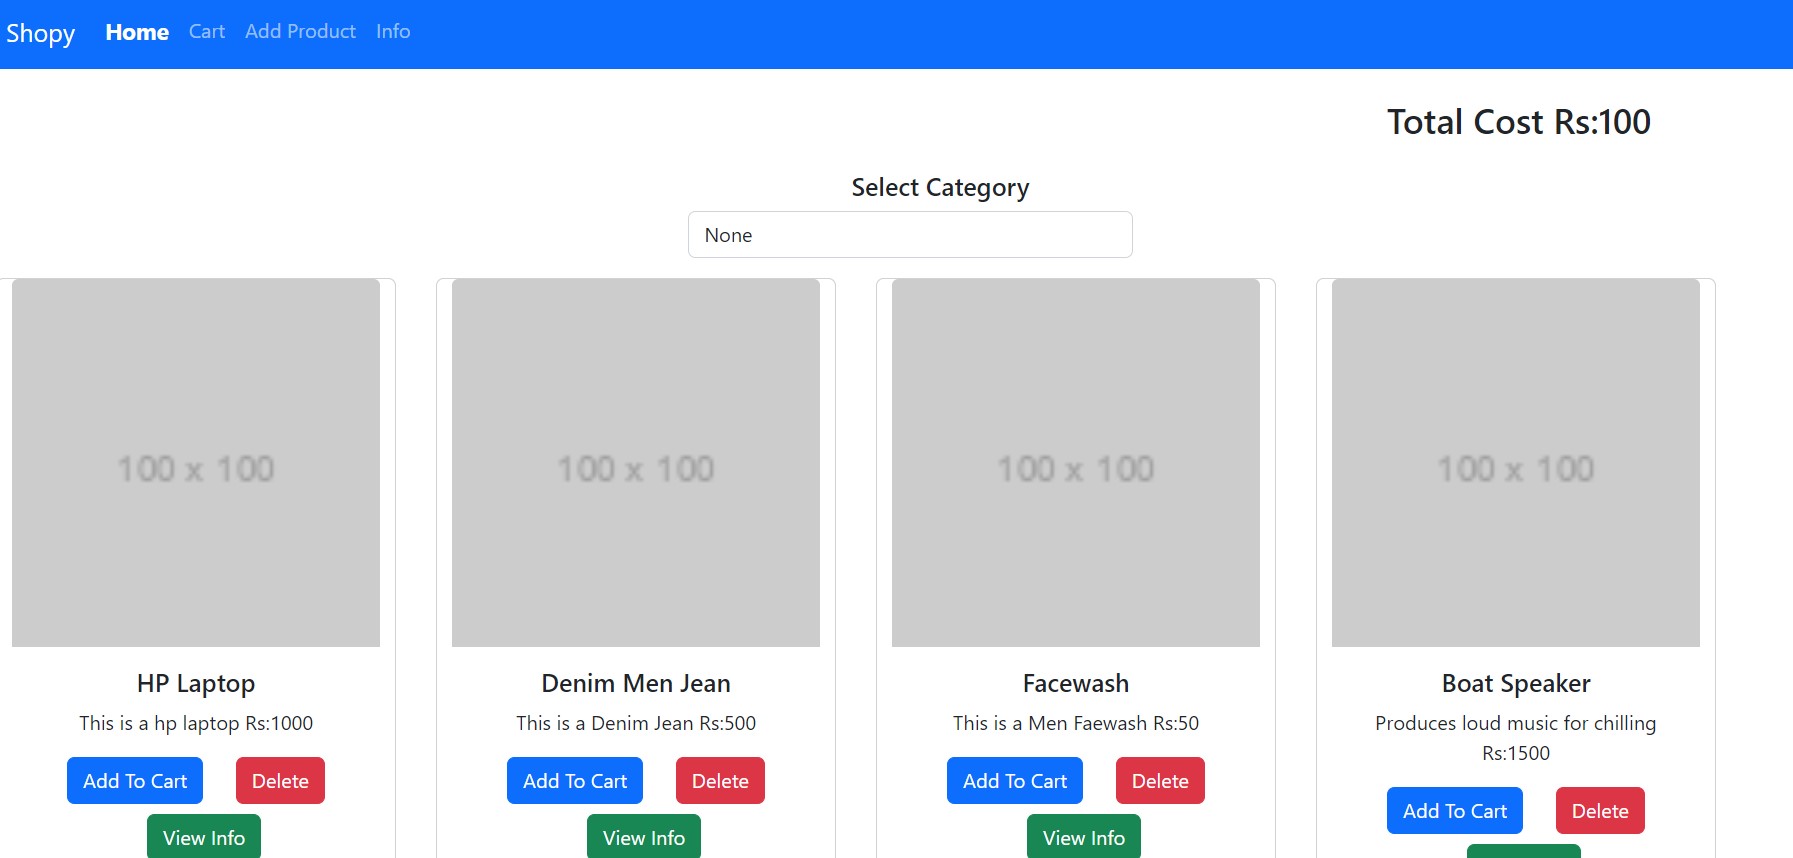 Shopy Home Cart Add Product Info
Total Cost Rs:100
Select Category
None
100 x 100 100 x 100 100 x 100 100 x 100
HP Laptop
This is a hp laptop Rs:1000
Add To Cart Delete
View Info
Denim Men Jean
This is a Denim Jean Rs:500
Add To Cart Delete
View Info
Facewash
This is a Men Faewash Rs:50
Add To Cart Delete
View Info
Boat Speaker
Produces loud music for chilling
Rs:1500
Add To Cart Delete